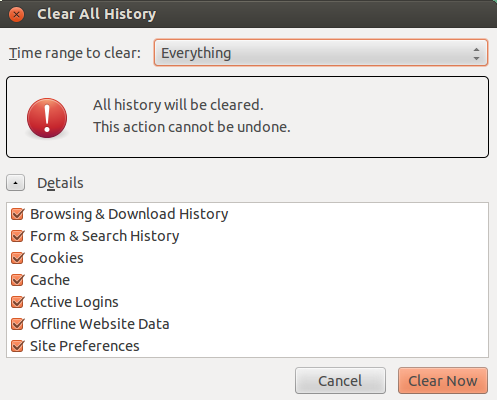 Clear All History
Time range to clear: Everything
All history will be cleared.
This action cannot be undone.
Details
Browsing & Download History
Form & Search History
Cookies
Cache
Active Logins
Offline Website Data
Site Preferences
Cancel Clear Now